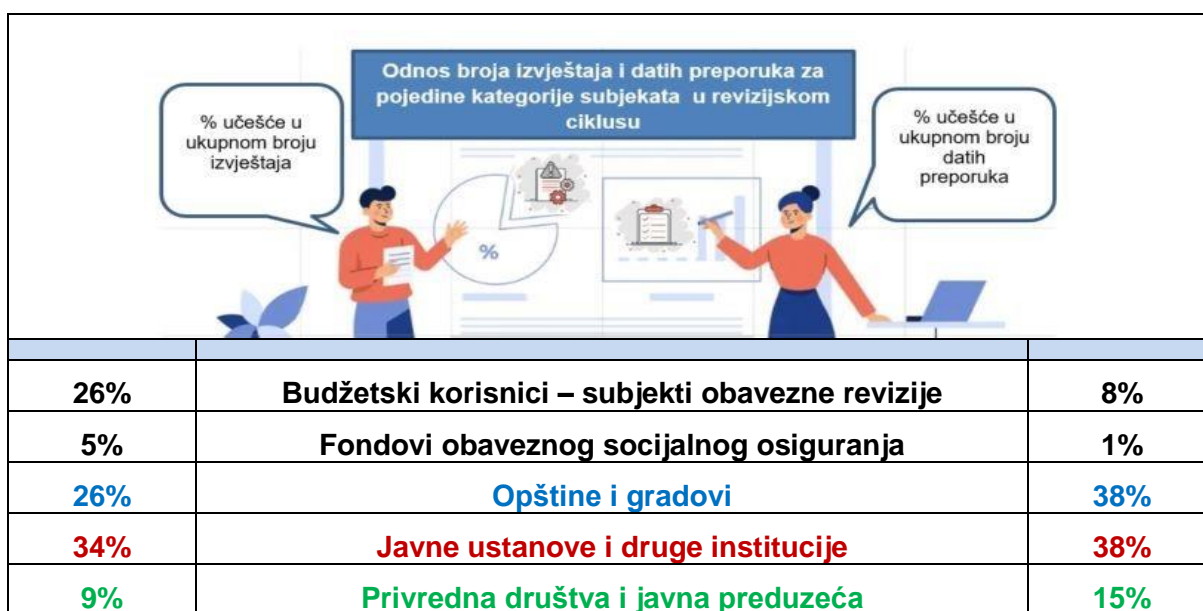 Odnos broja izvještaja i datih preporuka za
pojedine kategorije subjekata u revizijskom
ciklusu
% učešće u
ukupnom broju
izvještaja
% učešće u
ukupnom broju
datih
preporuka
%
26% Budžetski korisnici – subjekti obavezne revizije 8%
5% Fondovi obaveznog socijalnog osiguranja 1%
26% Opštine i gradovi 38%
34% Javne ustanove i druge institucije 38%
9% Privredna društva i javna preduzeća 15%